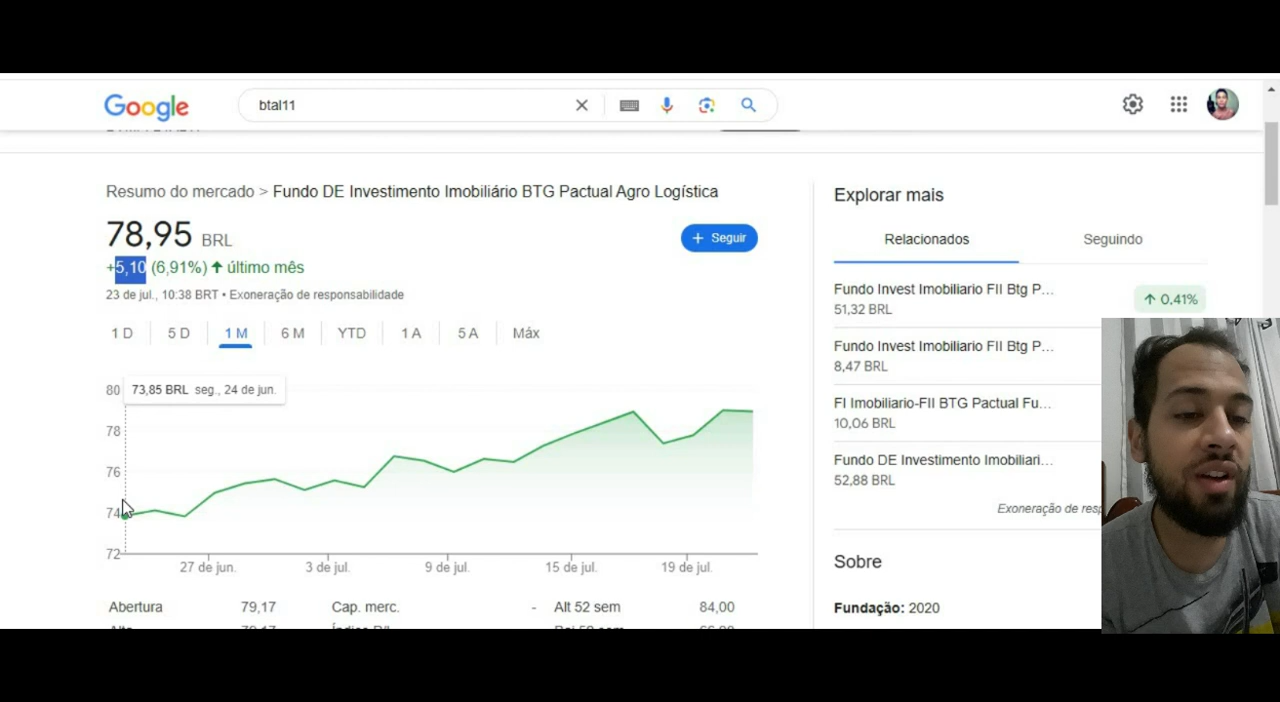 Google
btal11
Resumo do mercado > Fundo DE Investimento Imobiliário BTG Pactual Agro Logística
78,95 BRL
+ Seguir
+5,10 (6,91%) ↑ último mês
23 de jul., 10:38 BRT • Exoneração de responsabilidade
1 D
5 D
1 M
6 M
YTD
1 A
5 A
Máx
73,85 BRL seg., 24 de jun.
80
78
76
74
72
27 de jun.
3 de jul.
9 de jul.
15 de jul.
19 de jul.
Abertura 79,17
Cap. merc. -
Alt 52 sem 84,00
Explorar mais
Relacionados
Seguindo
Fundo Invest Imobiliario FII Btg P...
51,32 BRL
↑ 0,41%
Fundo Invest Imobiliario FII Btg P...
8,47 BRL
FI Imobiliario-FII BTG Pactual Fu...
10,06 BRL
Fundo DE Investimento Imobiliari...
52,88 BRL
Exoneração de resp
Sobre
Fundação: 2020